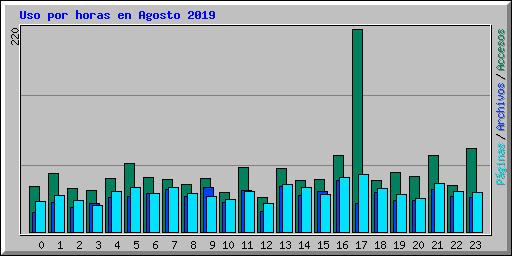 Uso por horas en Agosto 2019
220
Páginas / Archivos / Accesos
0 1 2 3 4 5 6 7 8 9 10 11 12 13 14 15 16 17 18 19 20 21 22 23